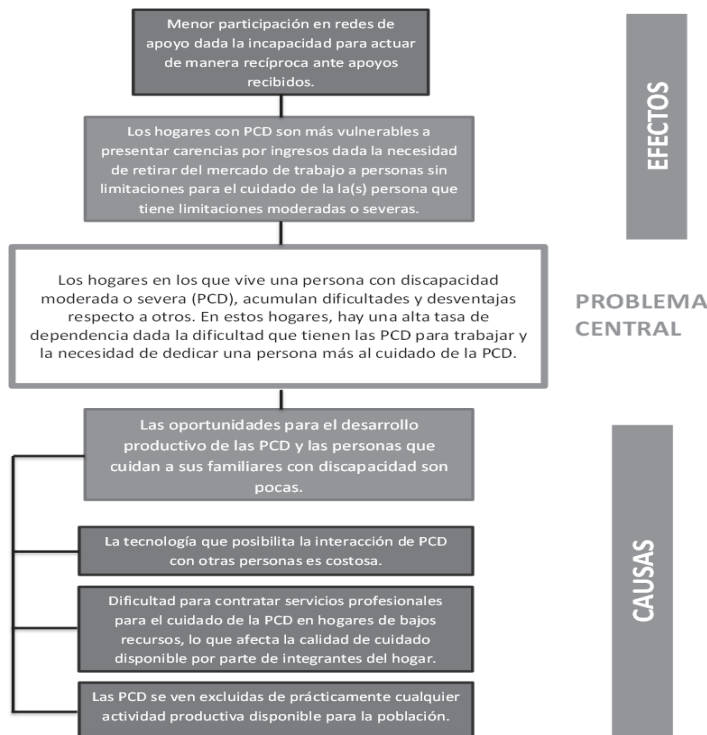 Menor participación en redes de
apoyo dada la incapacidad para actuar
de manera recíproca ante apoyos
recibidos.
EFECTOS
Los hogares con PCD son más vulnerables a
presentar carencias por ingresos dada la necesidad
de retirar del mercado de trabajo a personas sin
limitaciones para el cuidado de la la(s) persona que
tiene limitaciones moderadas o severas.
Los hogares en los que vive una persona con discapacidad
moderada o severa (PCD), acumulan dificultades y desventajas
respecto a otros. En estos hogares, hay una alta tasa de
dependencia dada la dificultad que tienen las PCD para trabajar y
la necesidad de dedicar una persona más al cuidado de la PCD.
PROBLEMA
CENTRAL
Las oportunidades para el desarrollo
productivo de las PCD y las personas que
cuidan a sus familiares con discapacidad son
pocas.
CAUSAS
La tecnología que posibilita la interacción de PCD
con otras personas es costosa.
Dificultad para contratar servicios profesionales
para el cuidado de la PCD en hogares de bajos
recursos, lo que afecta la calidad de cuidado
disponible por parte de integrantes del hogar.
Las PCD se ven excluidas de prácticamente cualquier
actividad productiva disponible para la población.